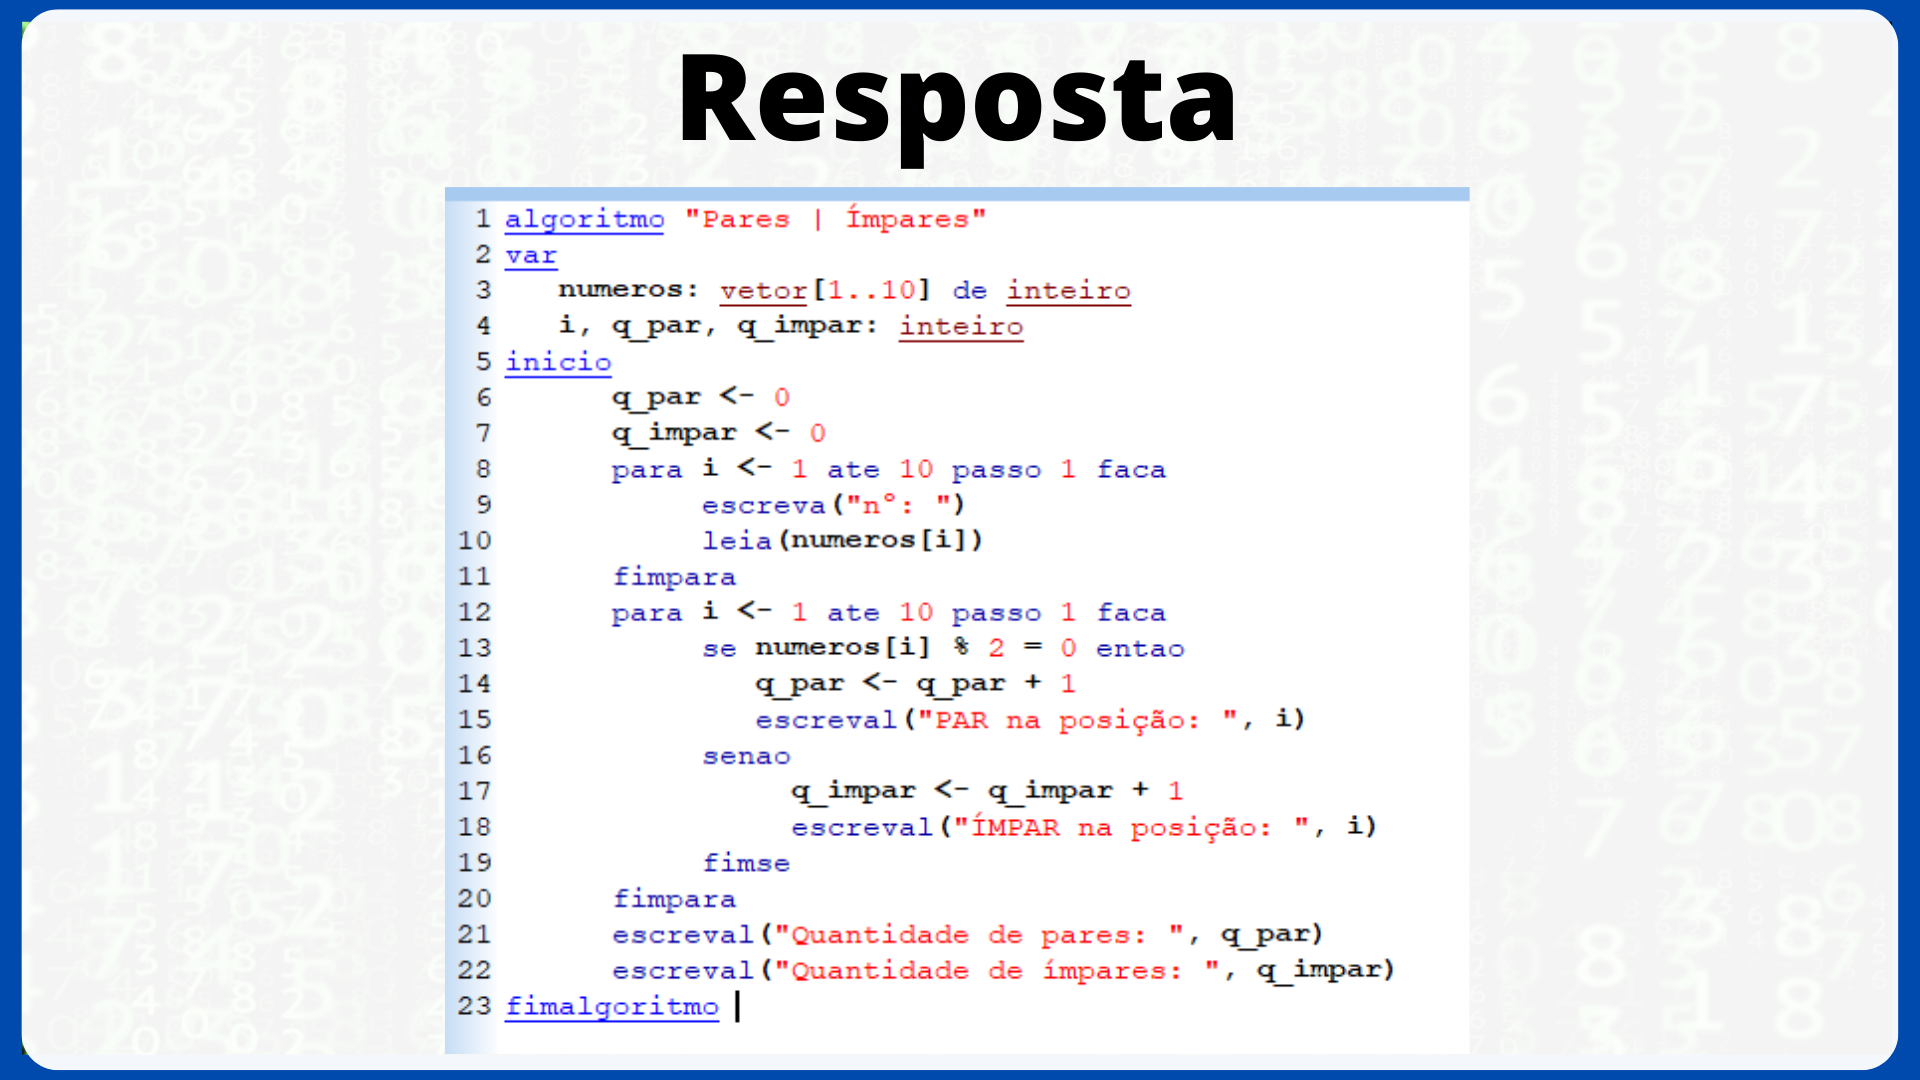 Resposta
1 algoritmo "Pares | Ímpares"
2 var
3 numeros: vetor[1..10] de inteiro
4 i, q_par, q_impar: inteiro
5 inicio
6 q_par <- 0
7 q_impar <- 0
8 para i <- 1 ate 10 passo 1 faca
9 escreva("n°: ")
10 leia(numeros[i])
11 fimpara
12 para i <- 1 ate 10 passo 1 faca
13 se numeros[i] % 2 = 0 entao
14 q_par <- q_par + 1
15 escreval("PAR na posição: ", i)
16 senao
17 q_impar <- q_impar + 1
18 escreval("ÍMPAR na posição: ", i)
19 fimse
20 fimpara
21 escreval("Quantidade de pares: ", q_par)
22 escreval("Quantidade de ímpares: ", q_impar)
23 fimalgoritmo